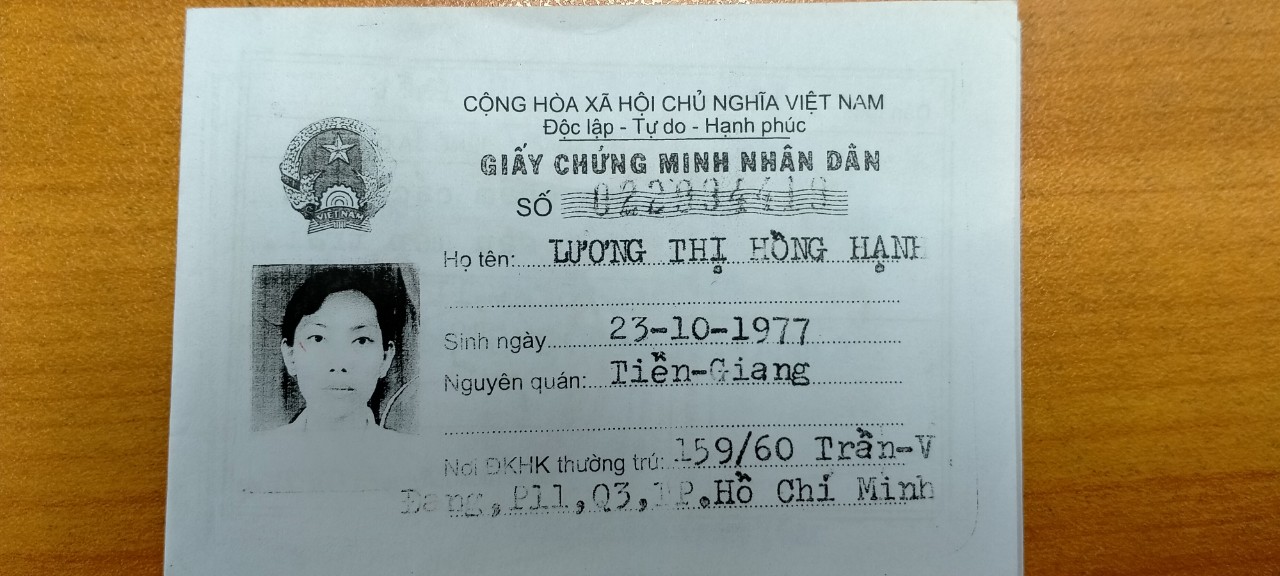 CỘNG HÒA XÃ HỘI CHỦ NGHĨA VIỆT NAM
Độc lập - Tự do - Hạnh phúc
GIẤY CHỨNG MINH NHÂN DÂN
SỐ
VIỆT NAM
Họ tên: LƯƠNG THỊ HỒNG HẠNH
Sinh ngày 23-10-1977
Nguyên quán: Tiền-Giang
Nơi ĐKHK thường trú: 159/60 Trần-V
Đang,P11,Q3,TP.Hồ Chí Minh